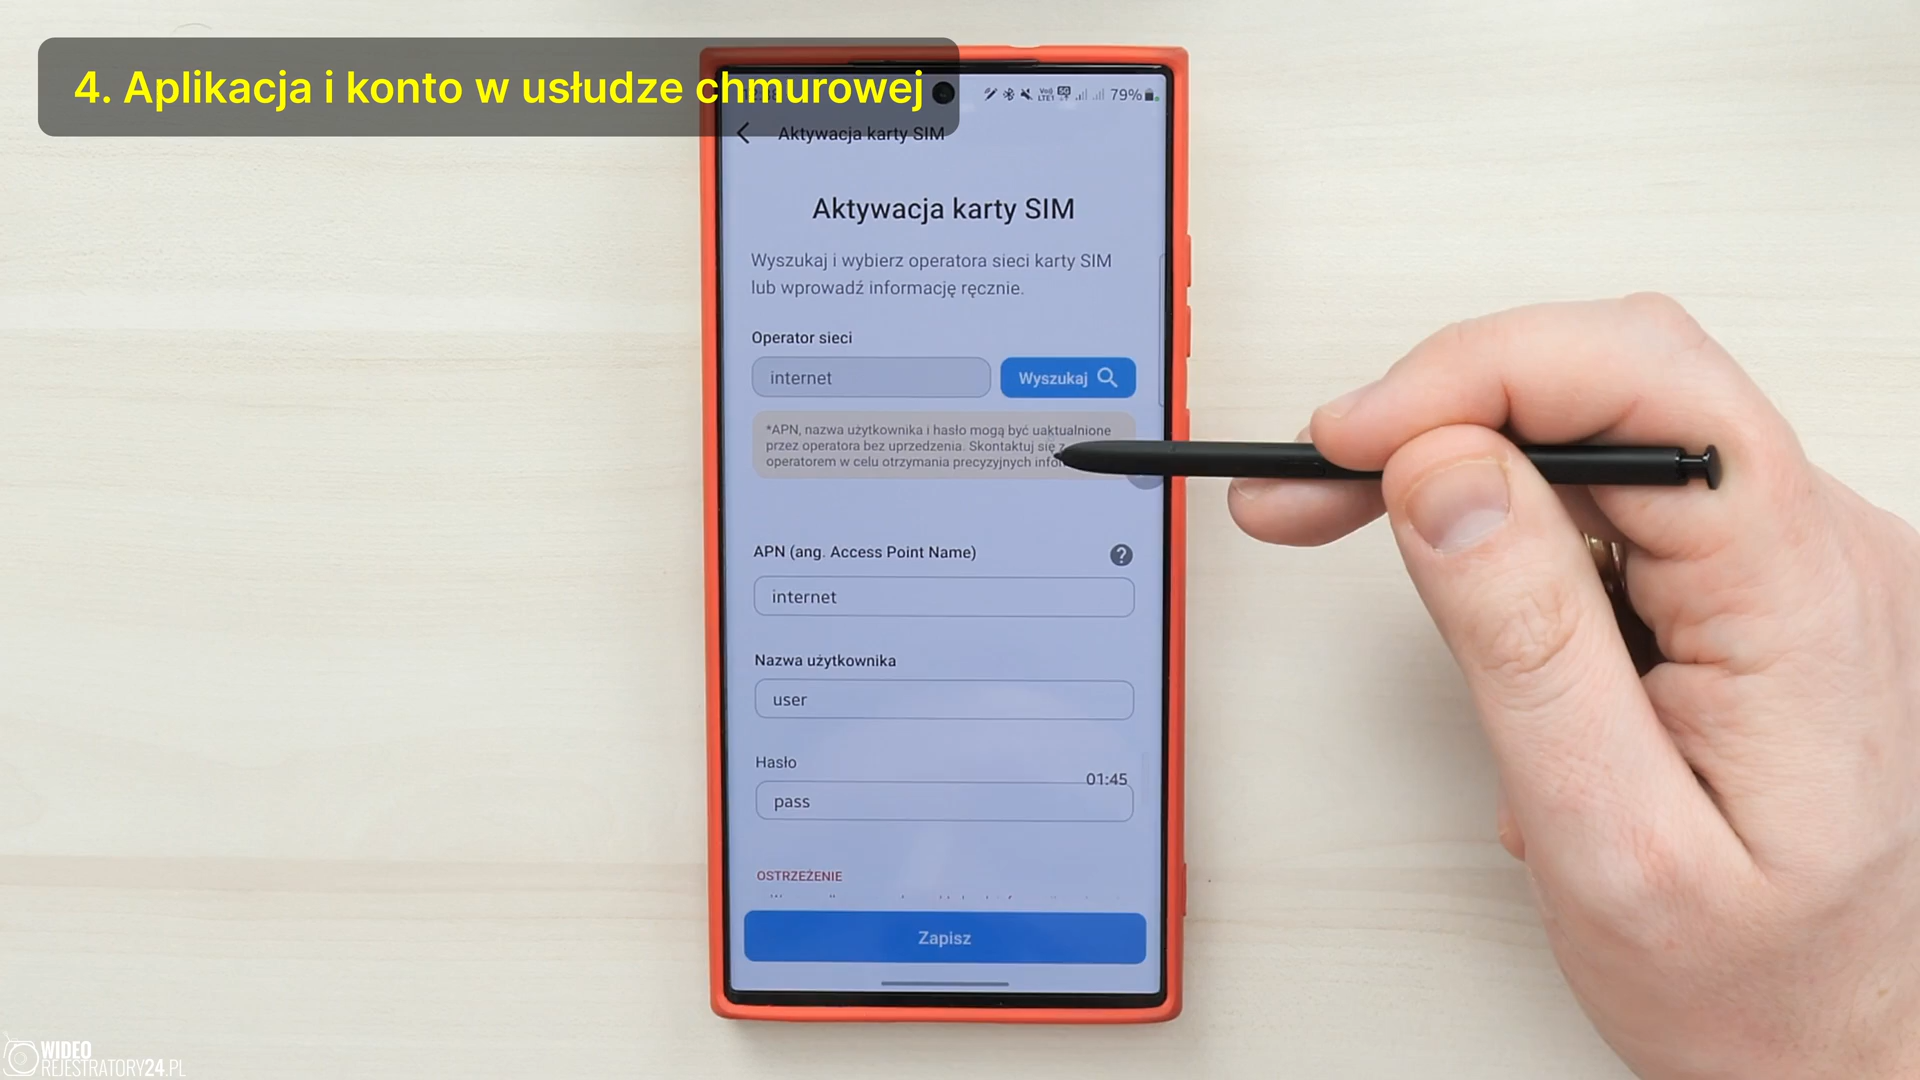 4. Aplikacja i konto w usłudze chmurowej
79%
Aktywacja karty SIM
Aktywacja karty SIM
Wyszukaj i wybierz operatora sieci karty SIM
lub wprowadź informację ręcznie.
Operator sieci
internet
Wyszukaj
*APN, nazwa użytkownika i hasło mogą być uaktualnione
przez operatora bez uprzedzenia. Skontaktuj się z
operatorem w celu otrzymania precyzyjnych infor
APN (ang. Access Point Name)
?
internet
Nazwa użytkownika
user
Hasło
01:45
pass
OSTRZEŻENIE
Zapisz
WIDEO
REJESTRATORY24.PL